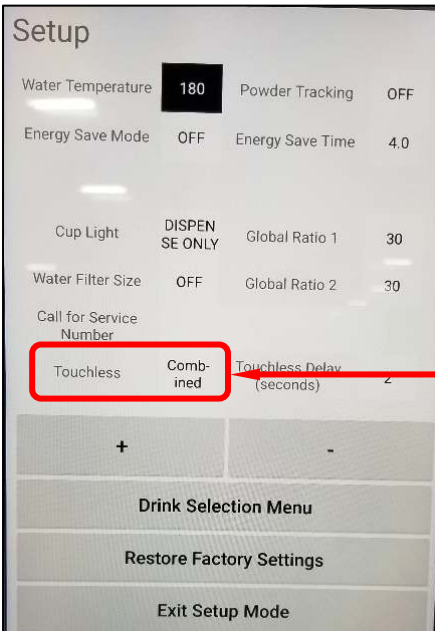 Setup
Water Temperature 180 Powder Tracking OFF
Energy Save Mode OFF Energy Save Time 4.0
Cup Light DISPEN
SE ONLY Global Ratio 1 30
Water Filter Size OFF Global Ratio 2 30
Call for Service
Number
Touchless Comb-
ined Touchless Delay
(seconds) 2
+ -
Drink Selection Menu
Restore Factory Settings
Exit Setup Mode